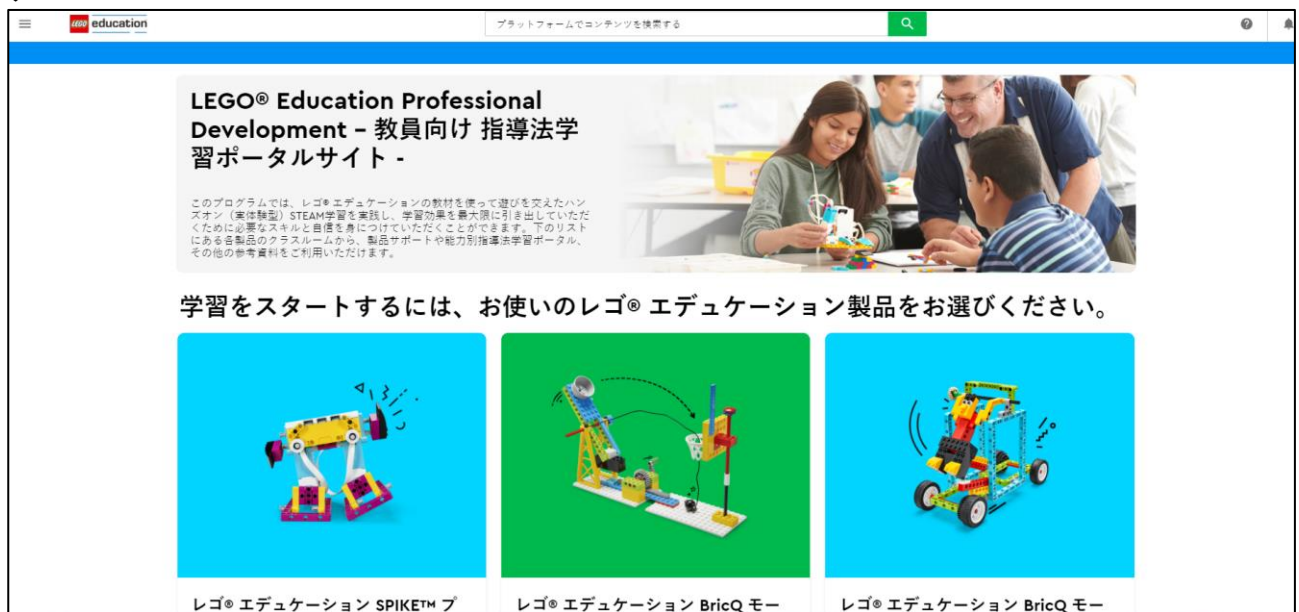 LEGO education
プラットフォームでコンテンツを検索する
LEGO® Education Professional
Development – 教員向け 指導法学
習ポータルサイト -
このプログラムでは、レゴ® エデュケーションの教材を使って遊びを交えたハン
ズオン（実体験型）STEAM学習を実践し、学習効果を最大限に引き出していただ
くために必要なスキルと自信を身につけていただくことができます。下のリスト
にある各製品のクラスルームから、製品サポートや能力別指導法学習ポータル、
その他の参考資料をご利用いただけます。
学習をスタートするには、お使いのレゴ® エデュケーション製品をお選びください。
レゴ® エデュケーション SPIKE™ プ
レゴ® エデュケーション BricQ モー
レゴ® エデュケーション BricQ モー